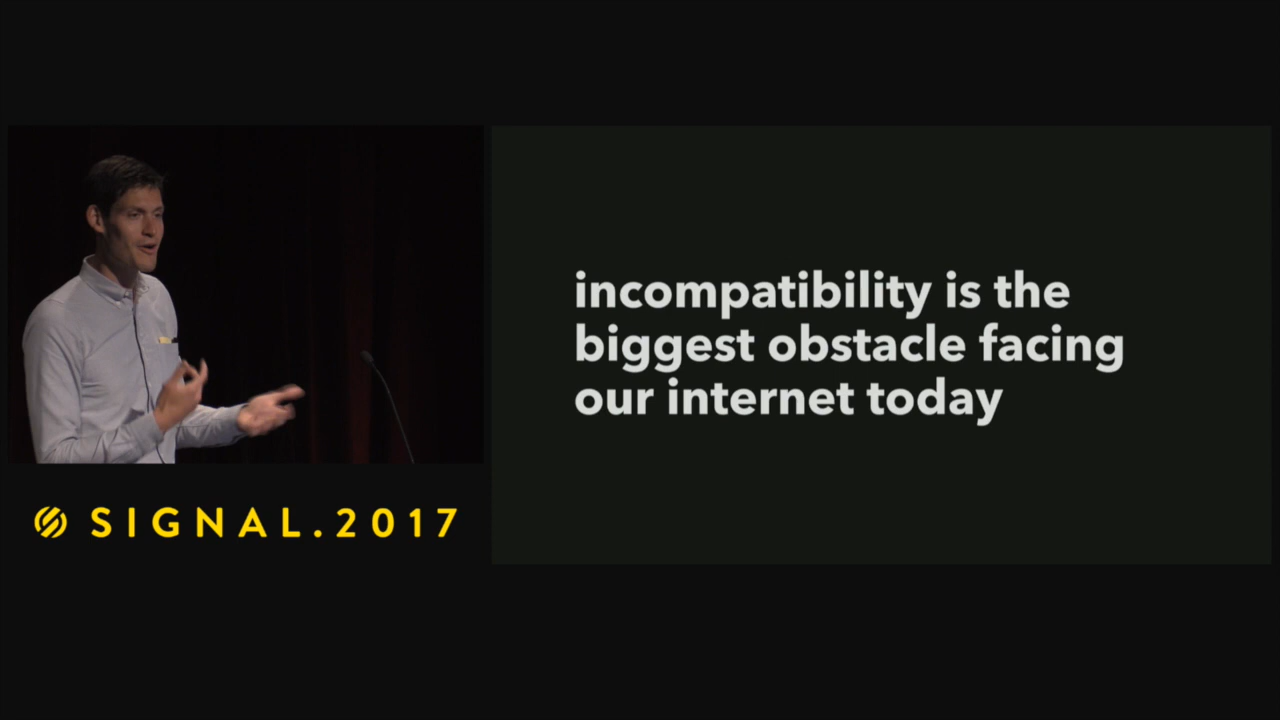 incompatibility is the
biggest obstacle facing
our internet today
SIGNAL.2017